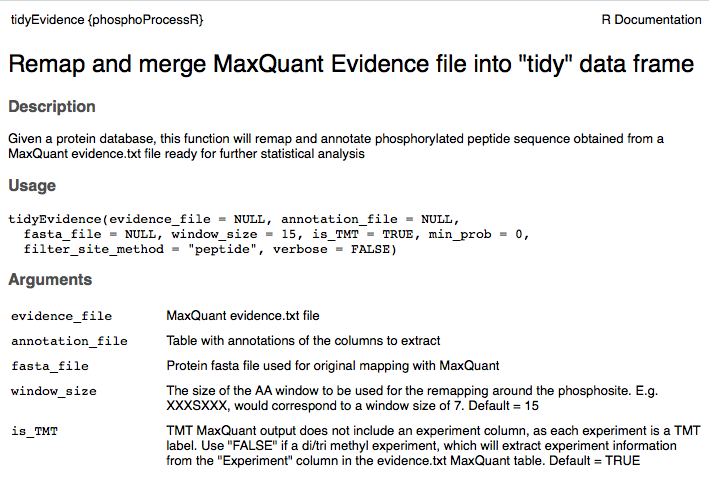 tidyEvidence {phosphoProcessR} R Documentation
Remap and merge MaxQuant Evidence file into "tidy" data frame
Description
Given a protein database, this function will remap and annotate phosphorylated peptide sequence obtained from a
MaxQuant evidence.txt file ready for further statistical analysis
Usage
tidyEvidence(evidence_file = NULL, annotation_file = NULL,
fasta_file = NULL, window_size = 15, is_TMT = TRUE, min_prob = 0,
filter_site_method = "peptide", verbose = FALSE)
Arguments
evidence_file MaxQuant evidence.txt file
annotation_file Table with annotations of the columns to extract
fasta_file Protein fasta file used for original mapping with MaxQuant
window_size The size of the AA window to be used for the remapping around the phosphosite. E.g.
XXXSXXX, would correspond to a window size of 7. Default = 15
is_TMT TMT MaxQuant output does not include an experiment column, as each experiment is a TMT
label. Use "FALSE" if a di/tri methyl experiment, which will extract experiment information
from the "Experiment" column in the evidence.txt MaxQuant table. Default = TRUE